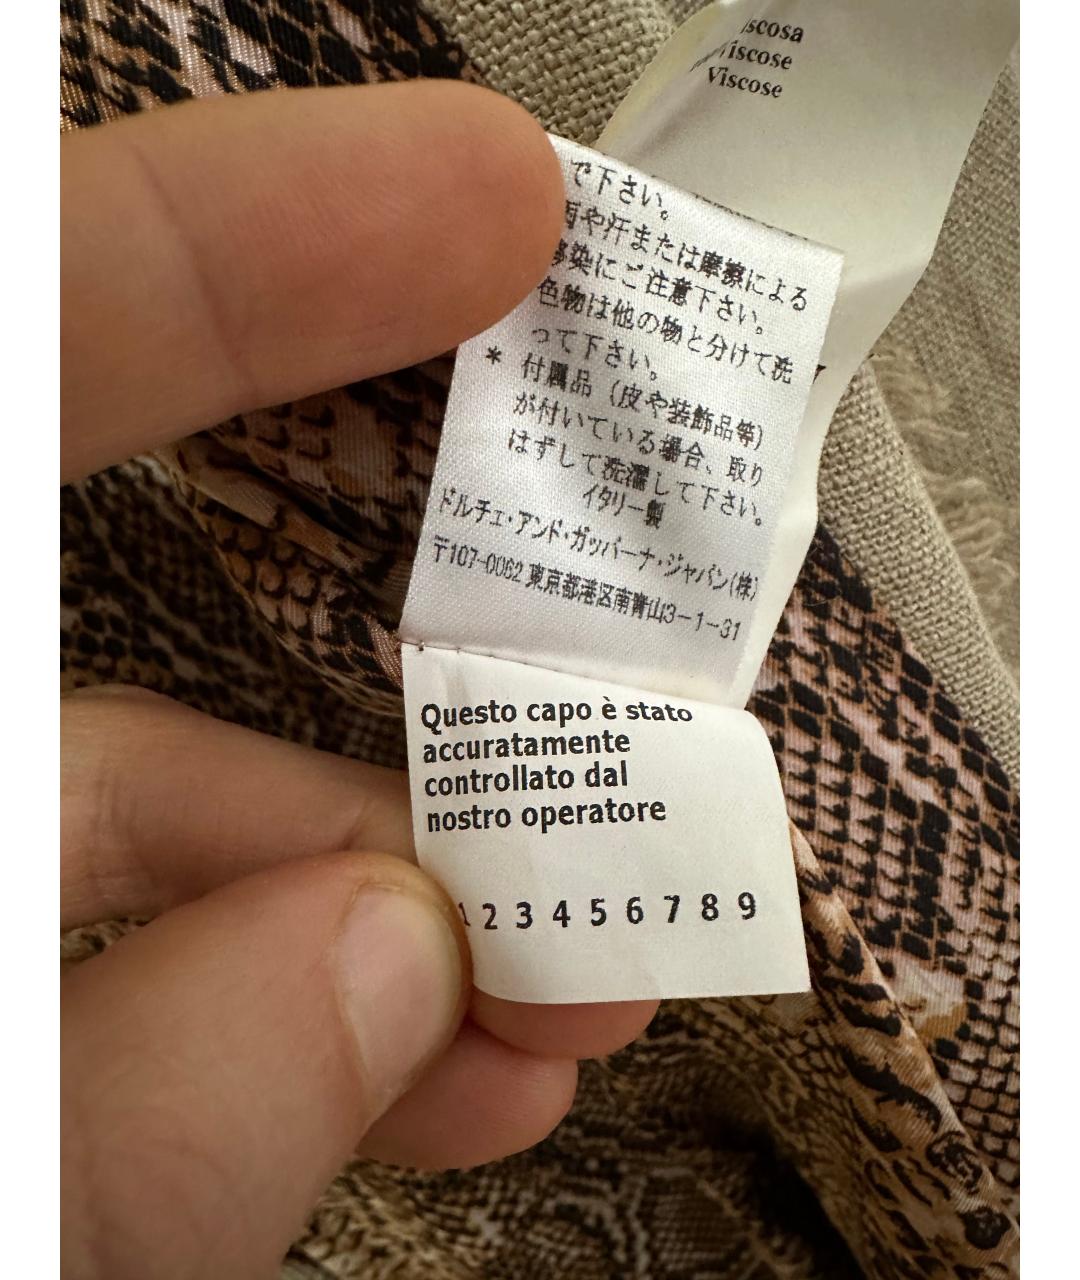 Viscose
Viscose
で下さい。
雨や汗または摩擦による
移染にご注意下さい。
色物は他の物と分けて洗
って下さい。
* 付属品（皮や装飾品等）
が付いている場合、取り
はずして洗濯して下さい。
イタリー製
ドルチェ・アンド・ガッバーナ・ジャパン(株)
〒107-0062 東京都港区南青山3-1-31
Questo capo è stato
accuratamente
controllato dal
nostro operatore
1 2 3 4 5 6 7 8 9